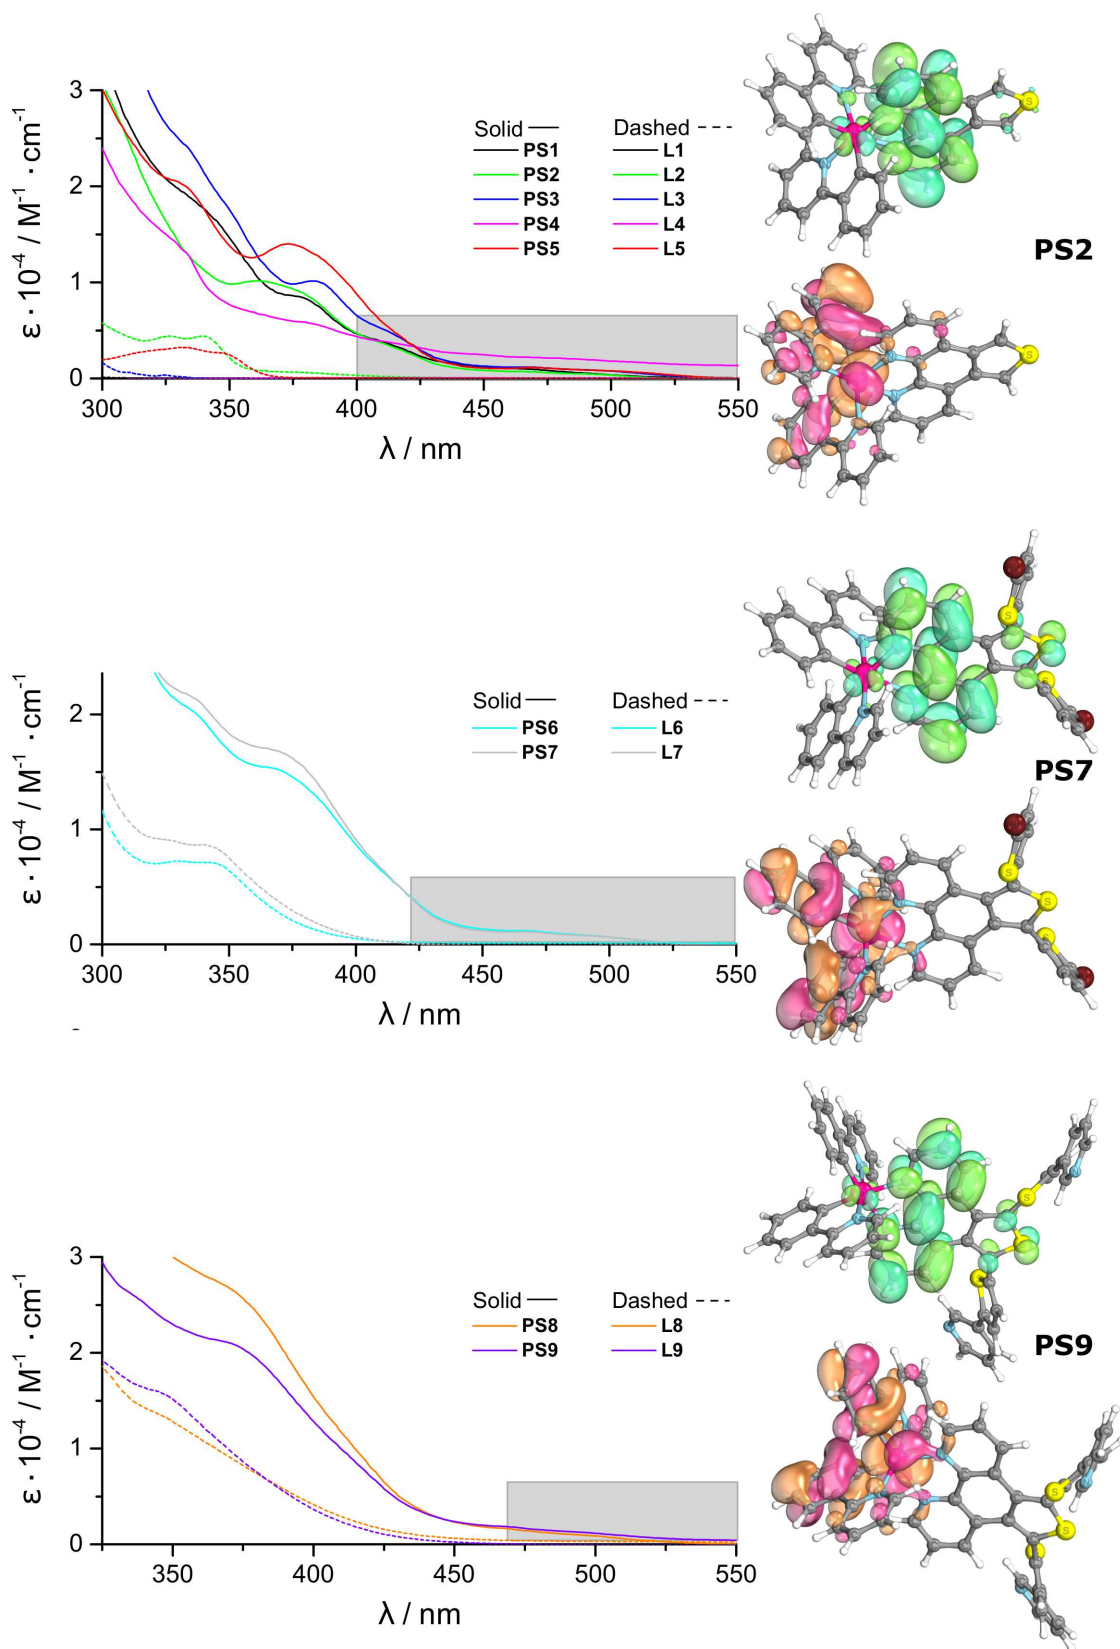 3
2
1
0
ε · 10⁻⁴ / M⁻¹ · cm⁻¹
Solid — Dashed ---
PS1 L1
PS2 L2
PS3 L3
PS4 L4
PS5 L5
300 350 400 450 500 550
λ / nm
S
PS2
S
2
1
0
ε · 10⁻⁴ / M⁻¹ · cm⁻¹
Solid — Dashed ---
PS6 L6
PS7 L7
300 350 400 450 500 550
λ / nm
S
S
S
PS7
S
S
S
3
2
1
0
ε · 10⁻⁴ / M⁻¹ · cm⁻¹
Solid — Dashed ---
PS8 L8
PS9 L9
350 400 450 500 550
λ / nm
S
S
S
PS9
S
S